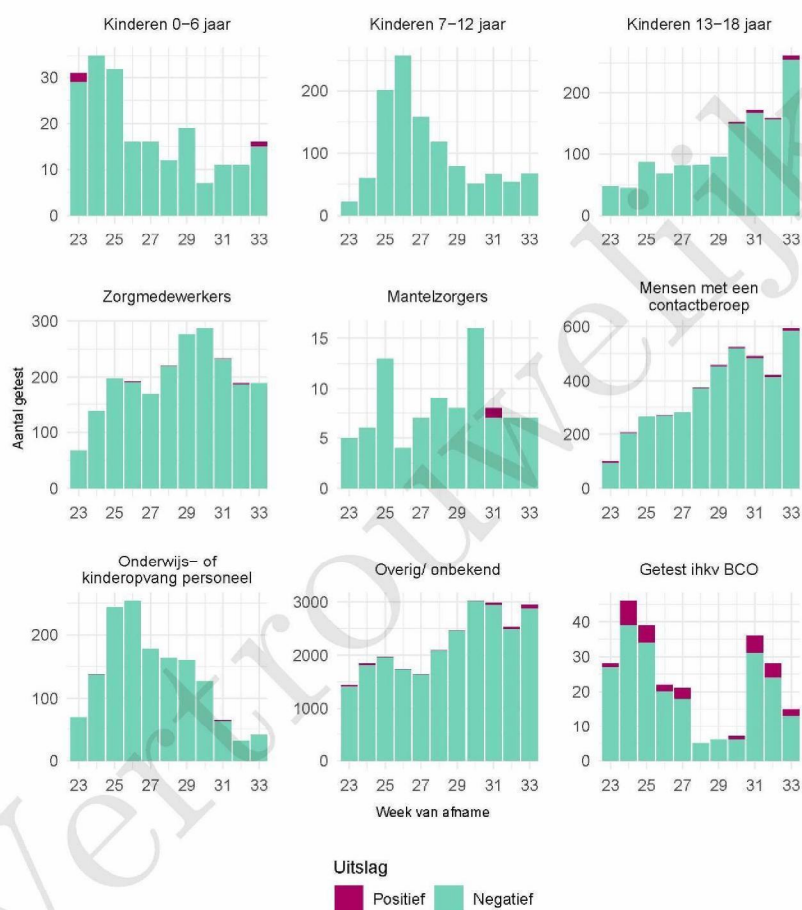 Kinderen 0−6 jaar
Kinderen 7−12 jaar
Kinderen 13−18 jaar
30
20
10
0
200
100
0
200
100
0
23 25 27 29 31 33
23 25 27 29 31 33
23 25 27 29 31 33
Zorgmedewerkers
Mantelzorgers
Mensen met een
contactberoep
Aantal getest
300
200
100
0
15
10
5
0
600
400
200
0
23 25 27 29 31 33
23 25 27 29 31 33
23 25 27 29 31 33
Onderwijs− of
kinderopvang personeel
Overig/ onbekend
Getest ihkv BCO
200
100
0
3000
2000
1000
0
40
30
20
10
0
23 25 27 29 31 33
23 25 27 29 31 33
23 25 27 29 31 33
Week van afname
Uitslag
Positief
Negatief
Vertrouwelijk